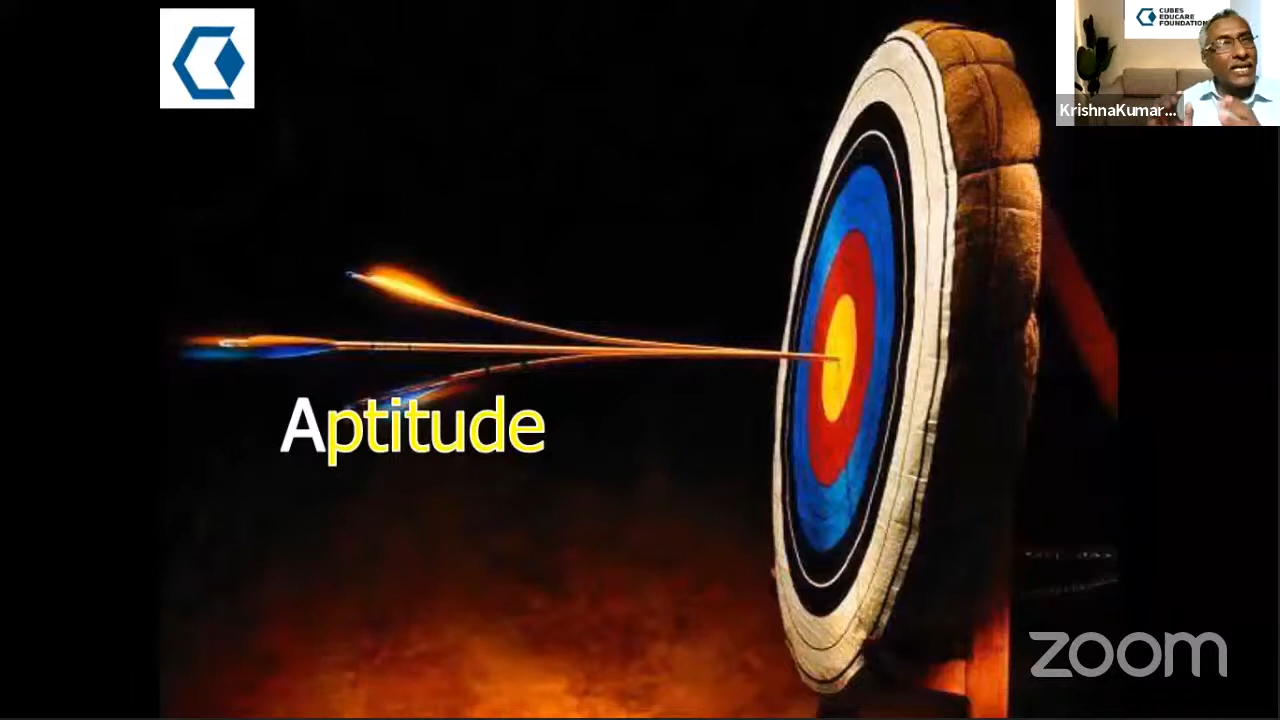 CUBES
EDUCARE
FOUNDATION
KrishnaKumar...
Aptitude
zoom